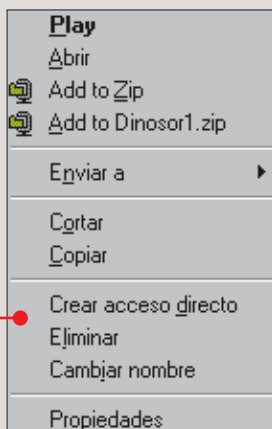 Play
Abrir
Add to Zip
Add to Dinosor1.zip
Enviar a
Cortar
Copiar
Crear acceso directo
Eliminar
Cambiar nombre
Propiedades